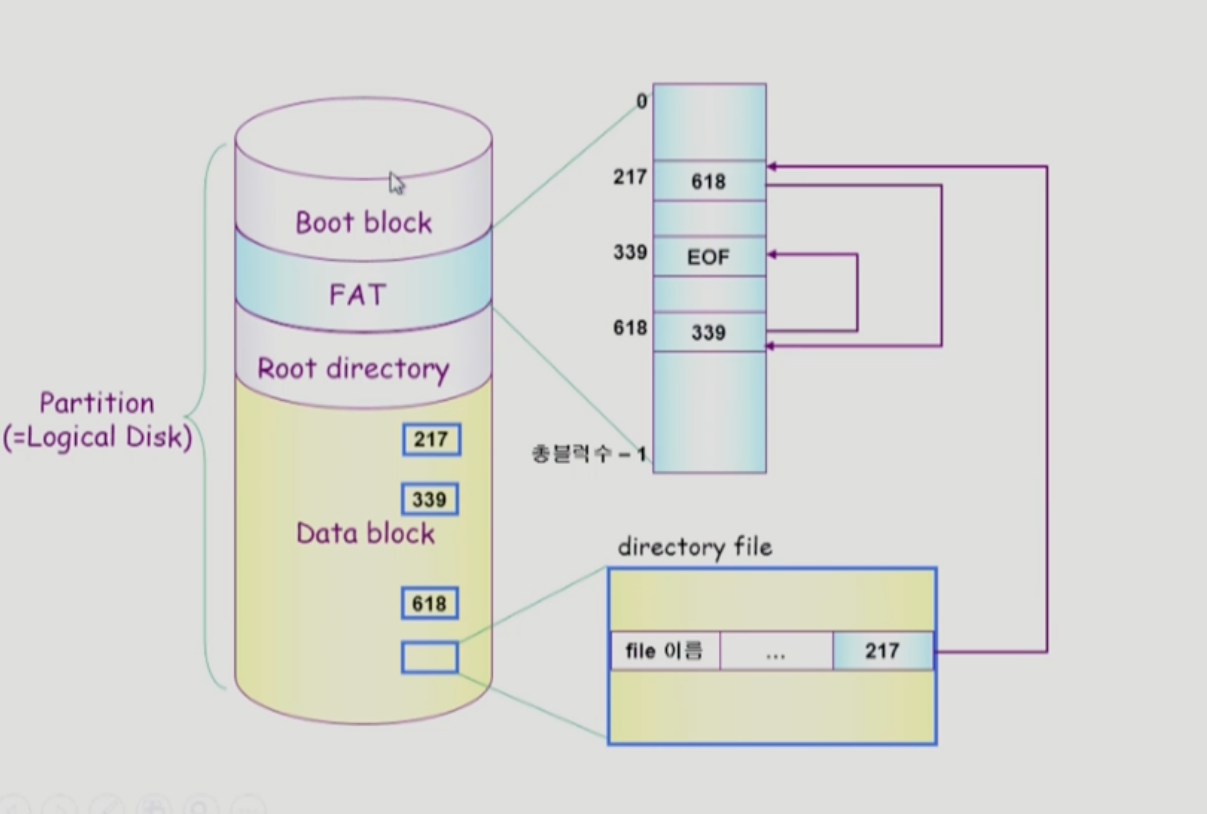 Boot block
FAT
Root directory
Partition
(=Logical Disk)
217
339
Data block
618
0
217
618
339
EOF
618
339
총블럭수 – 1
directory file
file 이름
...
217